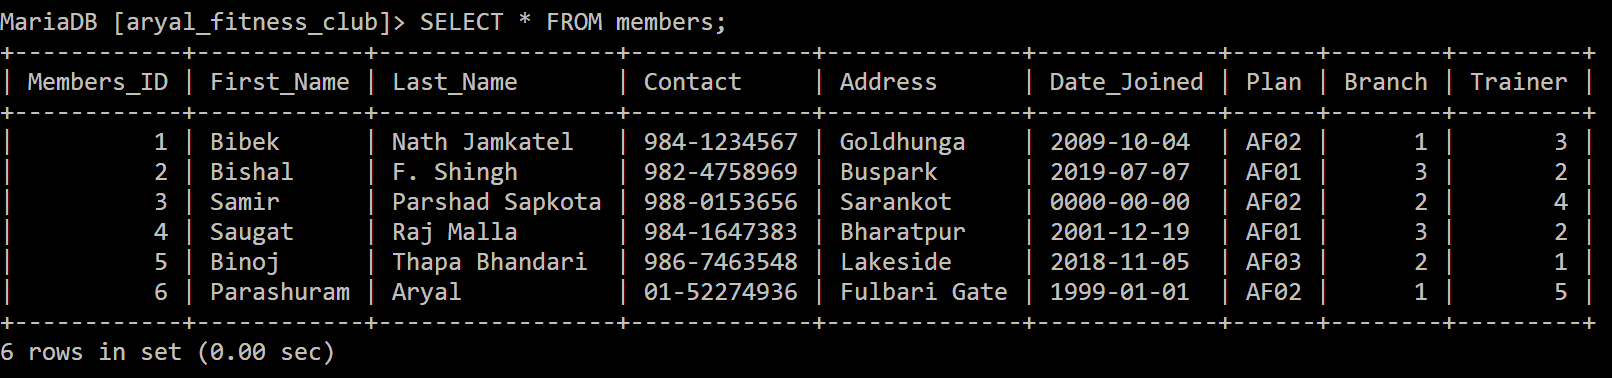 MariaDB [aryal_fitness_club]> SELECT * FROM members;
+------------+------------+-----------------+-------------+--------------+-------------+------+--------+---------+
| Members_ID | First_Name | Last_Name       | Contact     | Address      | Date_Joined | Plan | Branch | Trainer |
+------------+------------+-----------------+-------------+--------------+-------------+------+--------+---------+
|          1 | Bibek      | Nath Jamkatel   | 984-1234567 | Goldhunga    | 2009-10-04  | AF02 |      1 |       3 |
|          2 | Bishal     | F. Shingh       | 982-4758969 | Buspark      | 2019-07-07  | AF01 |      3 |       2 |
|          3 | Samir      | Parshad Sapkota | 988-0153656 | Sarankot     | 0000-00-00  | AF02 |      2 |       4 |
|          4 | Saugat     | Raj Malla       | 984-1647383 | Bharatpur    | 2001-12-19  | AF01 |      3 |       2 |
|          5 | Binoj      | Thapa Bhandari  | 986-7463548 | Lakeside     | 2018-11-05  | AF03 |      2 |       1 |
|          6 | Parashuram | Aryal           | 01-52274936 | Fulbari Gate | 1999-01-01  | AF02 |      1 |       5 |
+------------+------------+-----------------+-------------+--------------+-------------+------+--------+---------+
6 rows in set (0.00 sec)